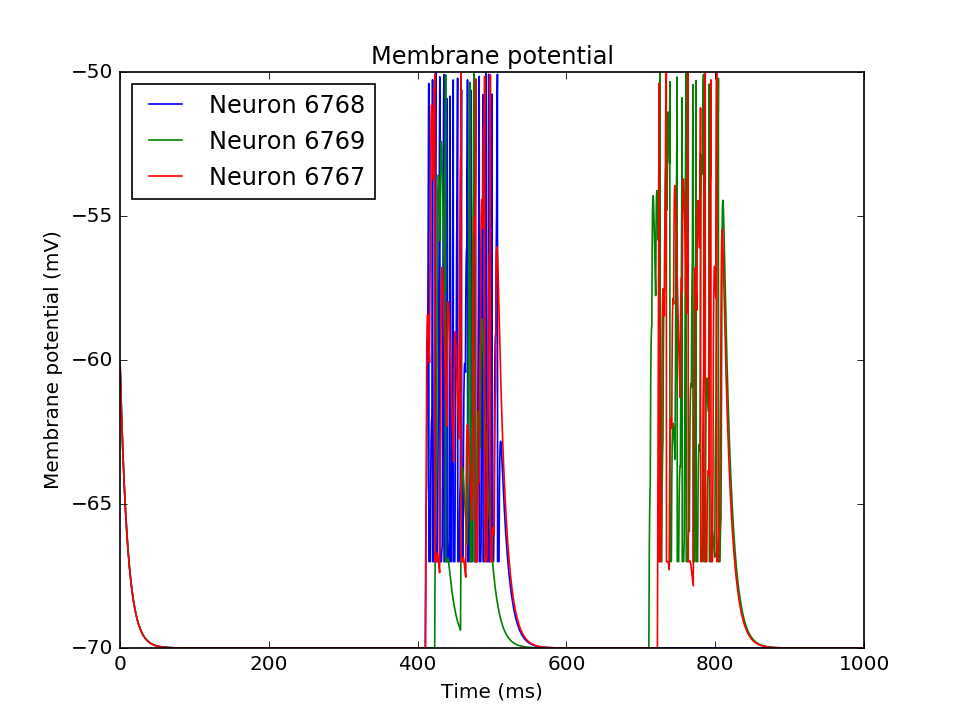 Membrane potential
Neuron 6768
Neuron 6769
Neuron 6767
Membrane potential (mV)
−50
−55
−60
−65
−70
0 200 400 600 800 1000
Time (ms)